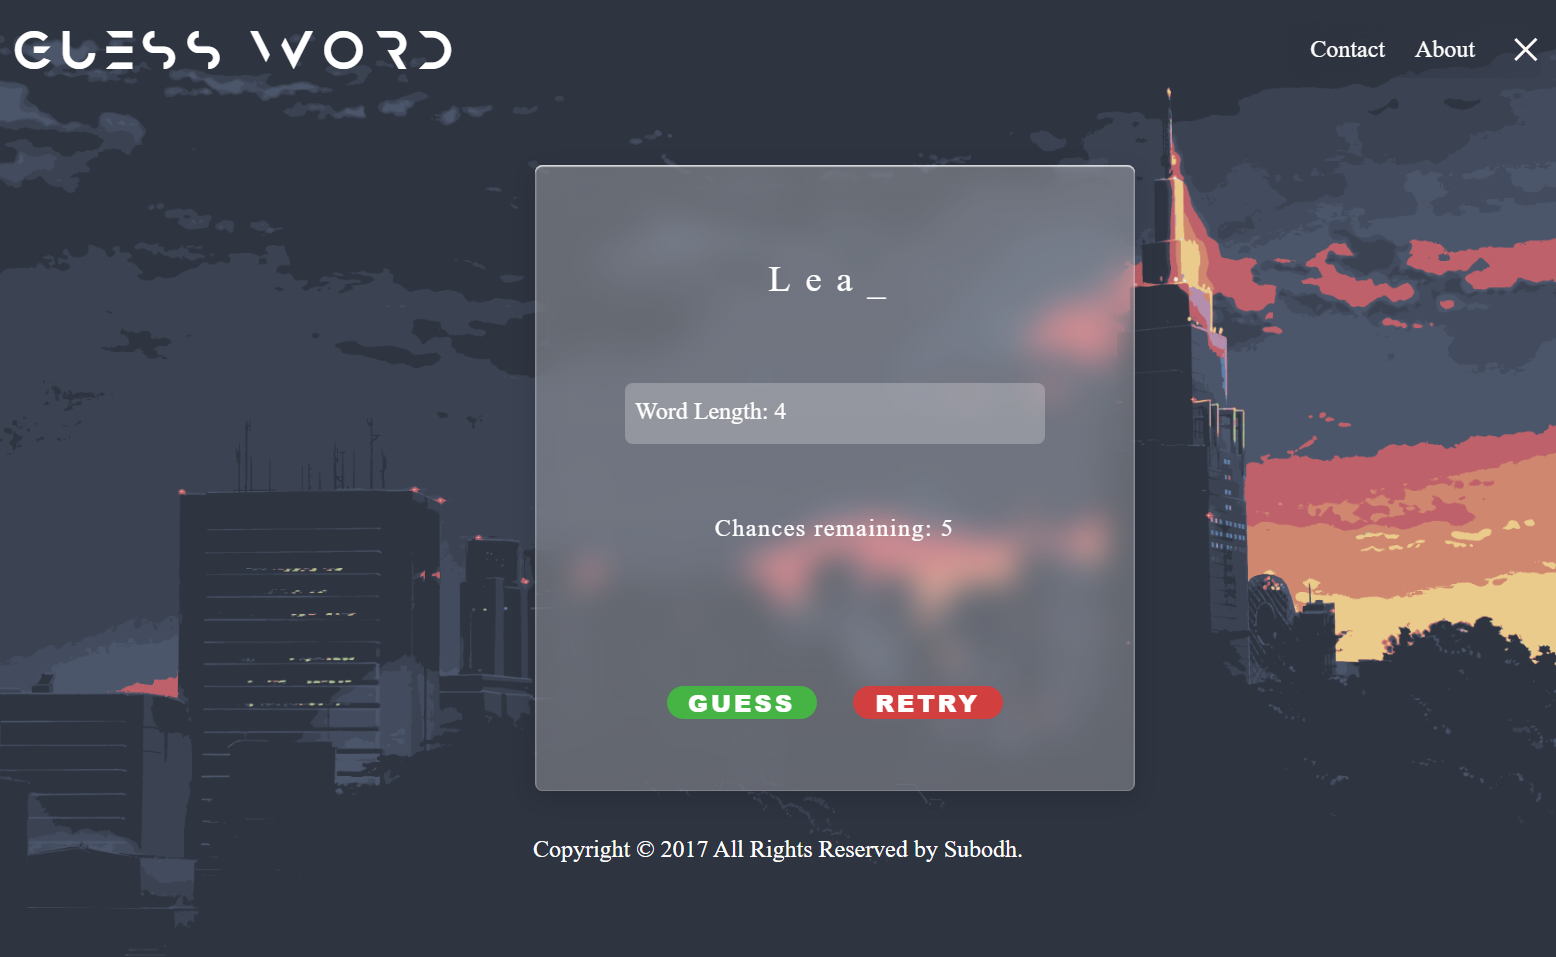 GUESS WORD
Contact About
L e a _
Word Length: 4
Chances remaining: 5
GUESS RETRY
Copyright © 2017 All Rights Reserved by Subodh.